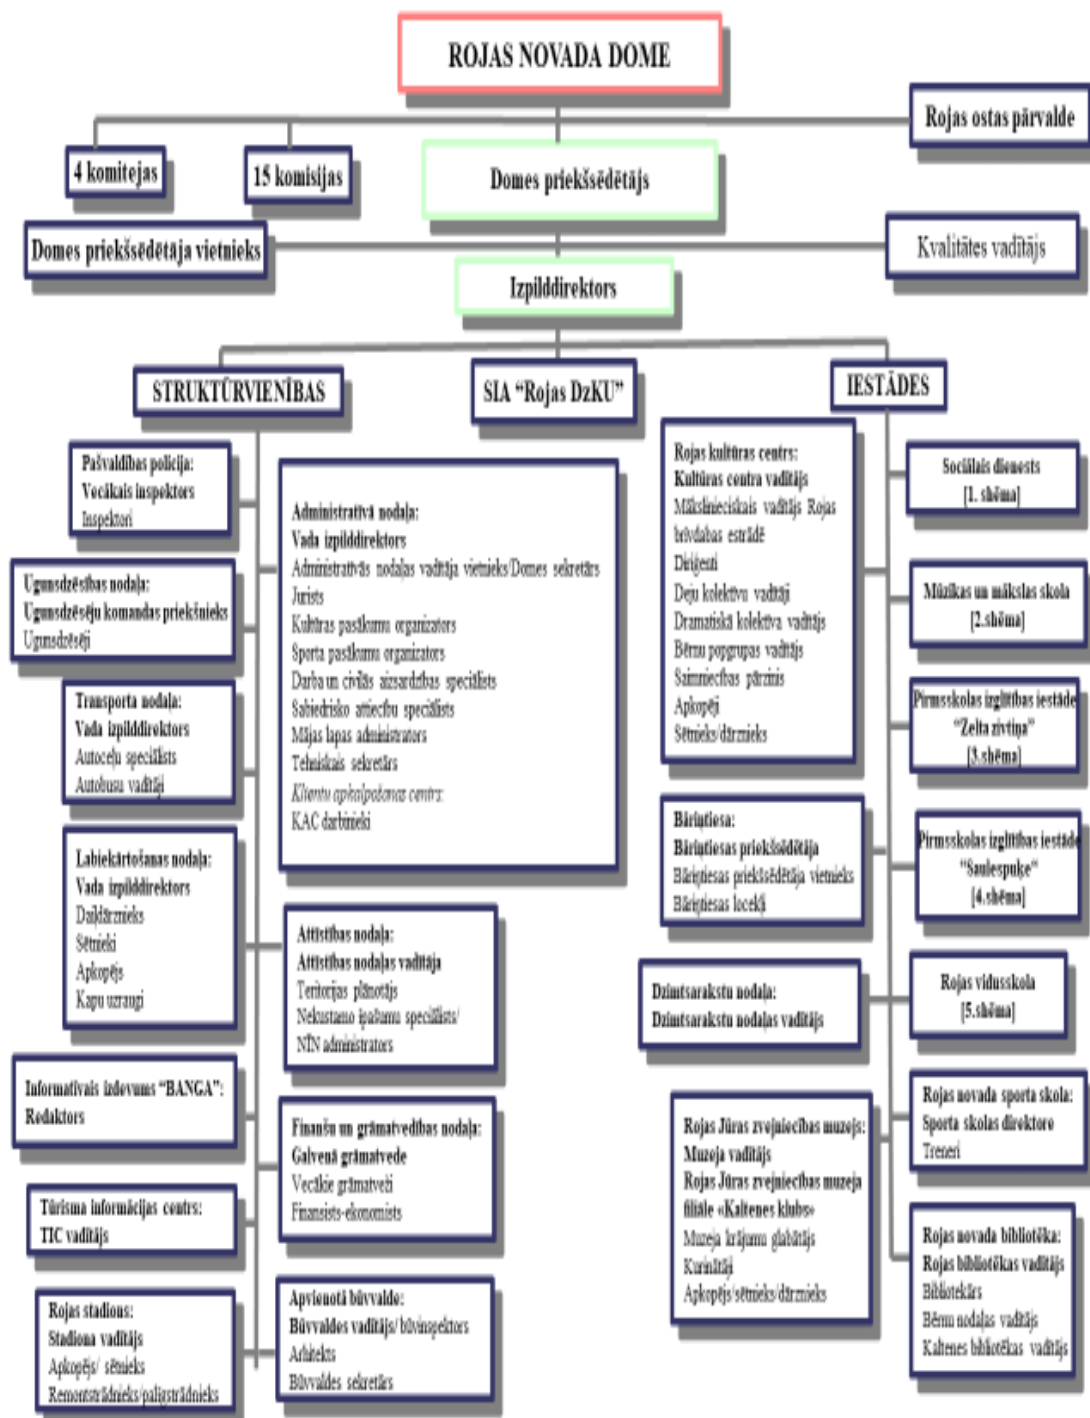 ROJAS NOVADA DOME
Rojas ostas pārvalde
4 komitejas
15 komisijas
Domes priekšsēdētājs
Domes priekšsēdētāja vietnieks
Kvalitātes vadītājs
Izpilddirektors
STRUKTŪRVIENĪBAS
SIA “Rojas DzKU”
IESTĀDES
Pašvaldības policija:
Vecākais inspektors
Inspektori
Ugunsdzēsības nodaļa:
Ugunsdzēsēju komandas priekšnieks
Ugunsdzēsēji
Transporta nodaļa:
Vada izpilddirektors
Autoceļu speciālists
Autobusu vadītāji
Labiekārtošanas nodaļa:
Vada izpilddirektors
Daiļdārznieks
Sētnieki
Apkopējs
Kapu uzraugi
Informatīvais izdevums “BANGA”:
Redaktors
Tūrisma informācijas centrs:
TIC vadītājs
Rojas stadions:
Stadiona vadītājs
Apkopējs/ sētnieks
Remontstrādnieks/palīgstrādnieks
Administratīvā nodaļa:
Vada izpilddirektors
Administratīvās nodaļas vadītāja vietnieks/Domes sekretārs
Jurists
Kultūras pasākumu organizators
Sporta pasākumu organizators
Darba un civilās aizsardzības speciālists
Sabiedrisko attiecību speciālists
Mājas lapas administrators
Tehniskais sekretārs
Klientu apkalpošanas centrs:
KAC darbinieki
Attīstības nodaļa:
Attīstības nodaļas vadītāja
Teritorijas plānotājs
Nekustamo īpašumu speciālists/
NĪN administrators
Finanšu un grāmatvedības nodaļa:
Galvenā grāmatvede
Vecākie grāmatveži
Finansists-ekonomists
Apvienotā būvvalde:
Būvvaldes vadītājs/ būvinspektors
Arhitekts
Būvvaldes sekretārs
Rojas kultūras centrs:
Kultūras centra vadītājs
Mākslinieciskais vadītājs Rojas
brīvdabas estrādē
Diriģenti
Deju kolektīvu vadītāji
Dramatiskā kolektīva vadītājs
Bērnu popgrupas vadītājs
Saimniecības pārzinis
Apkopēji
Sētnieks/dārznieks
Bāriņtiesa:
Bāriņtiesas priekšsēdētāja
Bāriņtiesas priekšsēdētāja vietnieks
Bāriņtiesas locekļi
Dzimtsarakstu nodaļa:
Dzimtsarakstu nodaļas vadītājs
Rojas Jūras zvejniecības muzejs:
Muzeja vadītājs
Rojas Jūras zvejniecības muzeja
filiāle «Kaltenes klubs»
Muzeja krājumu glabātājs
Kurinātāji
Apkopējs/sētnieks/dārznieks
Sociālais dienests
[1. shēma]
Mūzikas un mākslas skola
[2.shēma]
Pirmsskolas izglītības iestāde
“Zelta zivtiņa”
[3.shēma]
Pirmsskolas izglītības iestāde
“Saulespuķe”
[4.shēma]
Rojas vidusskola
[5.shēma]
Rojas novada sporta skola:
Sporta skolas direktore
Treneri
Rojas novada bibliotēka:
Rojas bibliotēkas vadītājs
Bibliotekārs
Bērnu nodaļas vadītājs
Kaltenes bibliotēkas vadītājs